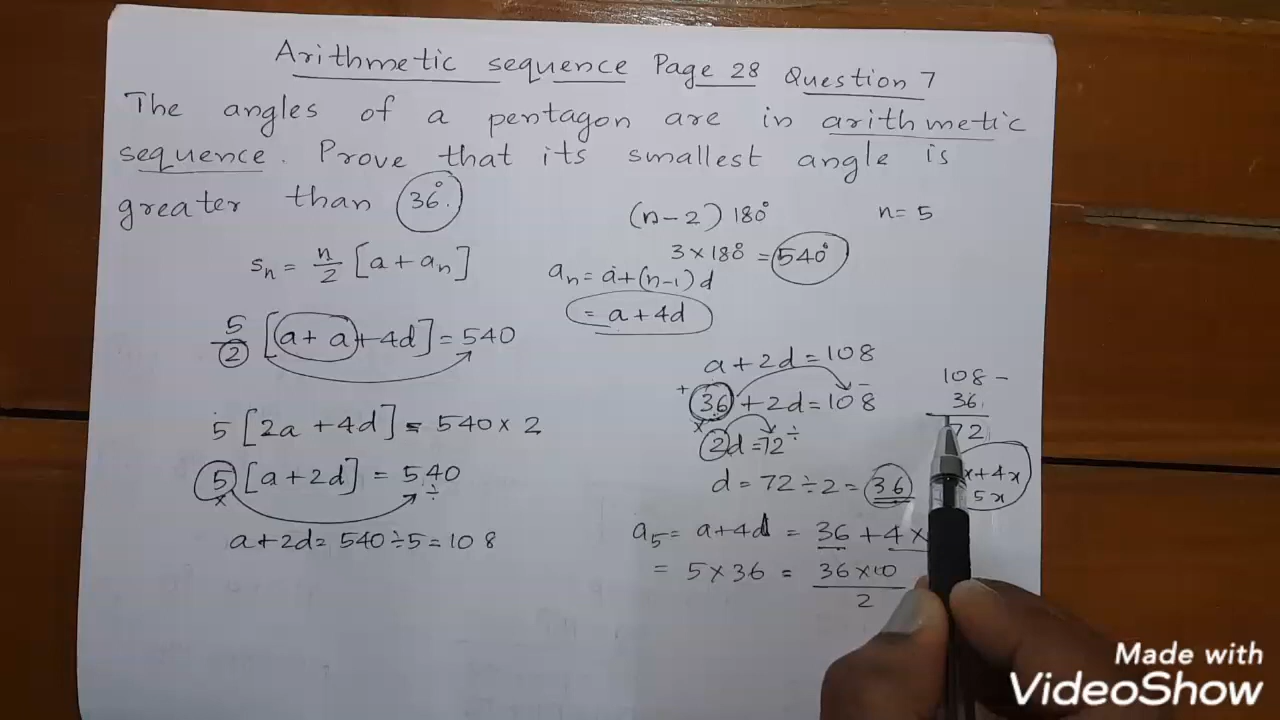 Arithmetic sequence Page 28 Question 7
The angles of a pentagon are in arithmetic
sequence. Prove that its smallest angle is
greater than 36°.
(n-2) 180° n= 5
3 × 180 = 540°
Sn = n/2 [a + an]
an = a+(n-1)d
= a+4d
5/2 [a+ a+4d] = 540
5 [2a +4d] = 540 × 2
5 [a+2d] = 540
× ÷
a+2d= 540÷5=108
a+2d=108
+ −
36 +2d=108
×
2d=72 ÷
d = 72÷2= 36
108 −
36
72
x+4x
5x
a5= a+4d = 36 +4×
= 5×36 = 36×10
2
Made with
VideoShow